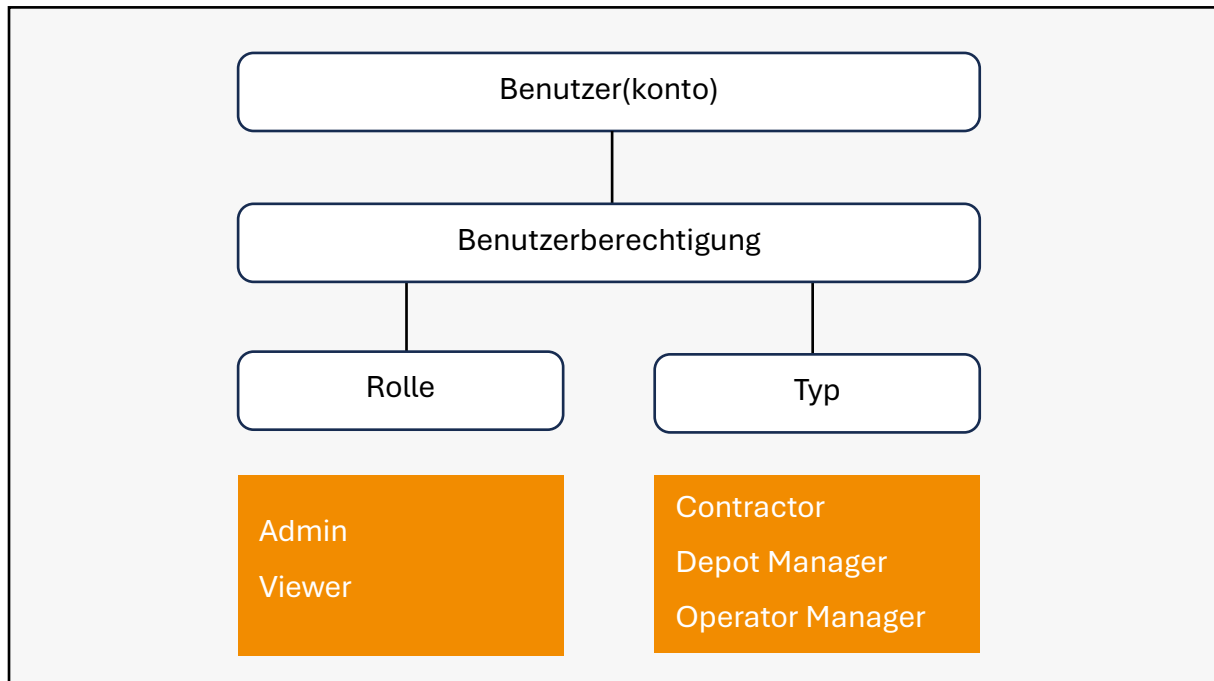 Benutzer(konto)
Benutzerberechtigung
Rolle
Typ
Admin
Viewer
Contractor
Depot Manager
Operator Manager